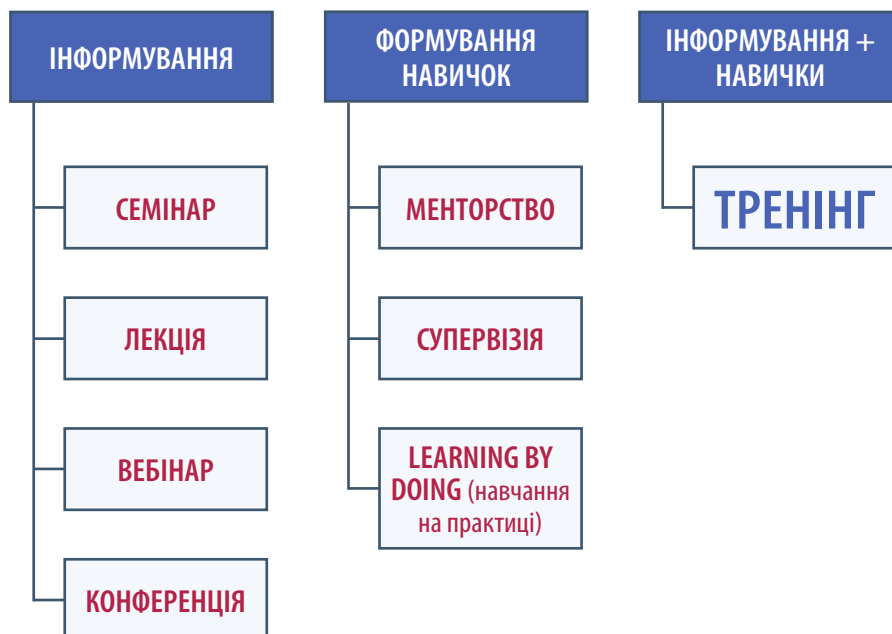 ІНФОРМУВАННЯ
СЕМІНАР
ЛЕКЦІЯ
ВЕБІНАР
КОНФЕРЕНЦІЯ
ФОРМУВАННЯ
НАВИЧОК
МЕНТОРСТВО
СУПЕРВІЗІЯ
LEARNING BY
DOING (навчання
на практиці)
ІНФОРМУВАННЯ +
НАВИЧКИ
ТРЕНІНГ